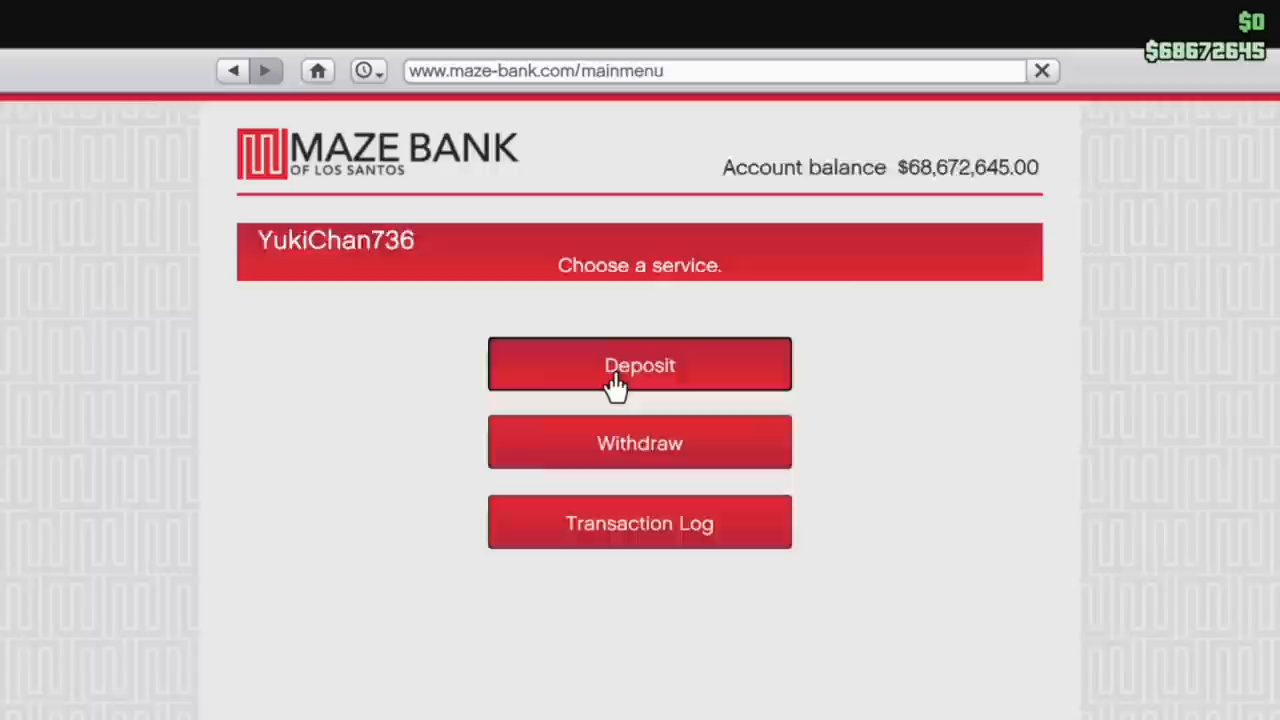 $0
$68672645
www.maze-bank.com/mainmenu
MAZE BANK
OF LOS SANTOS
Account balance $68,672,645.00
YukiChan736
Choose a service.
Deposit
Withdraw
Transaction Log